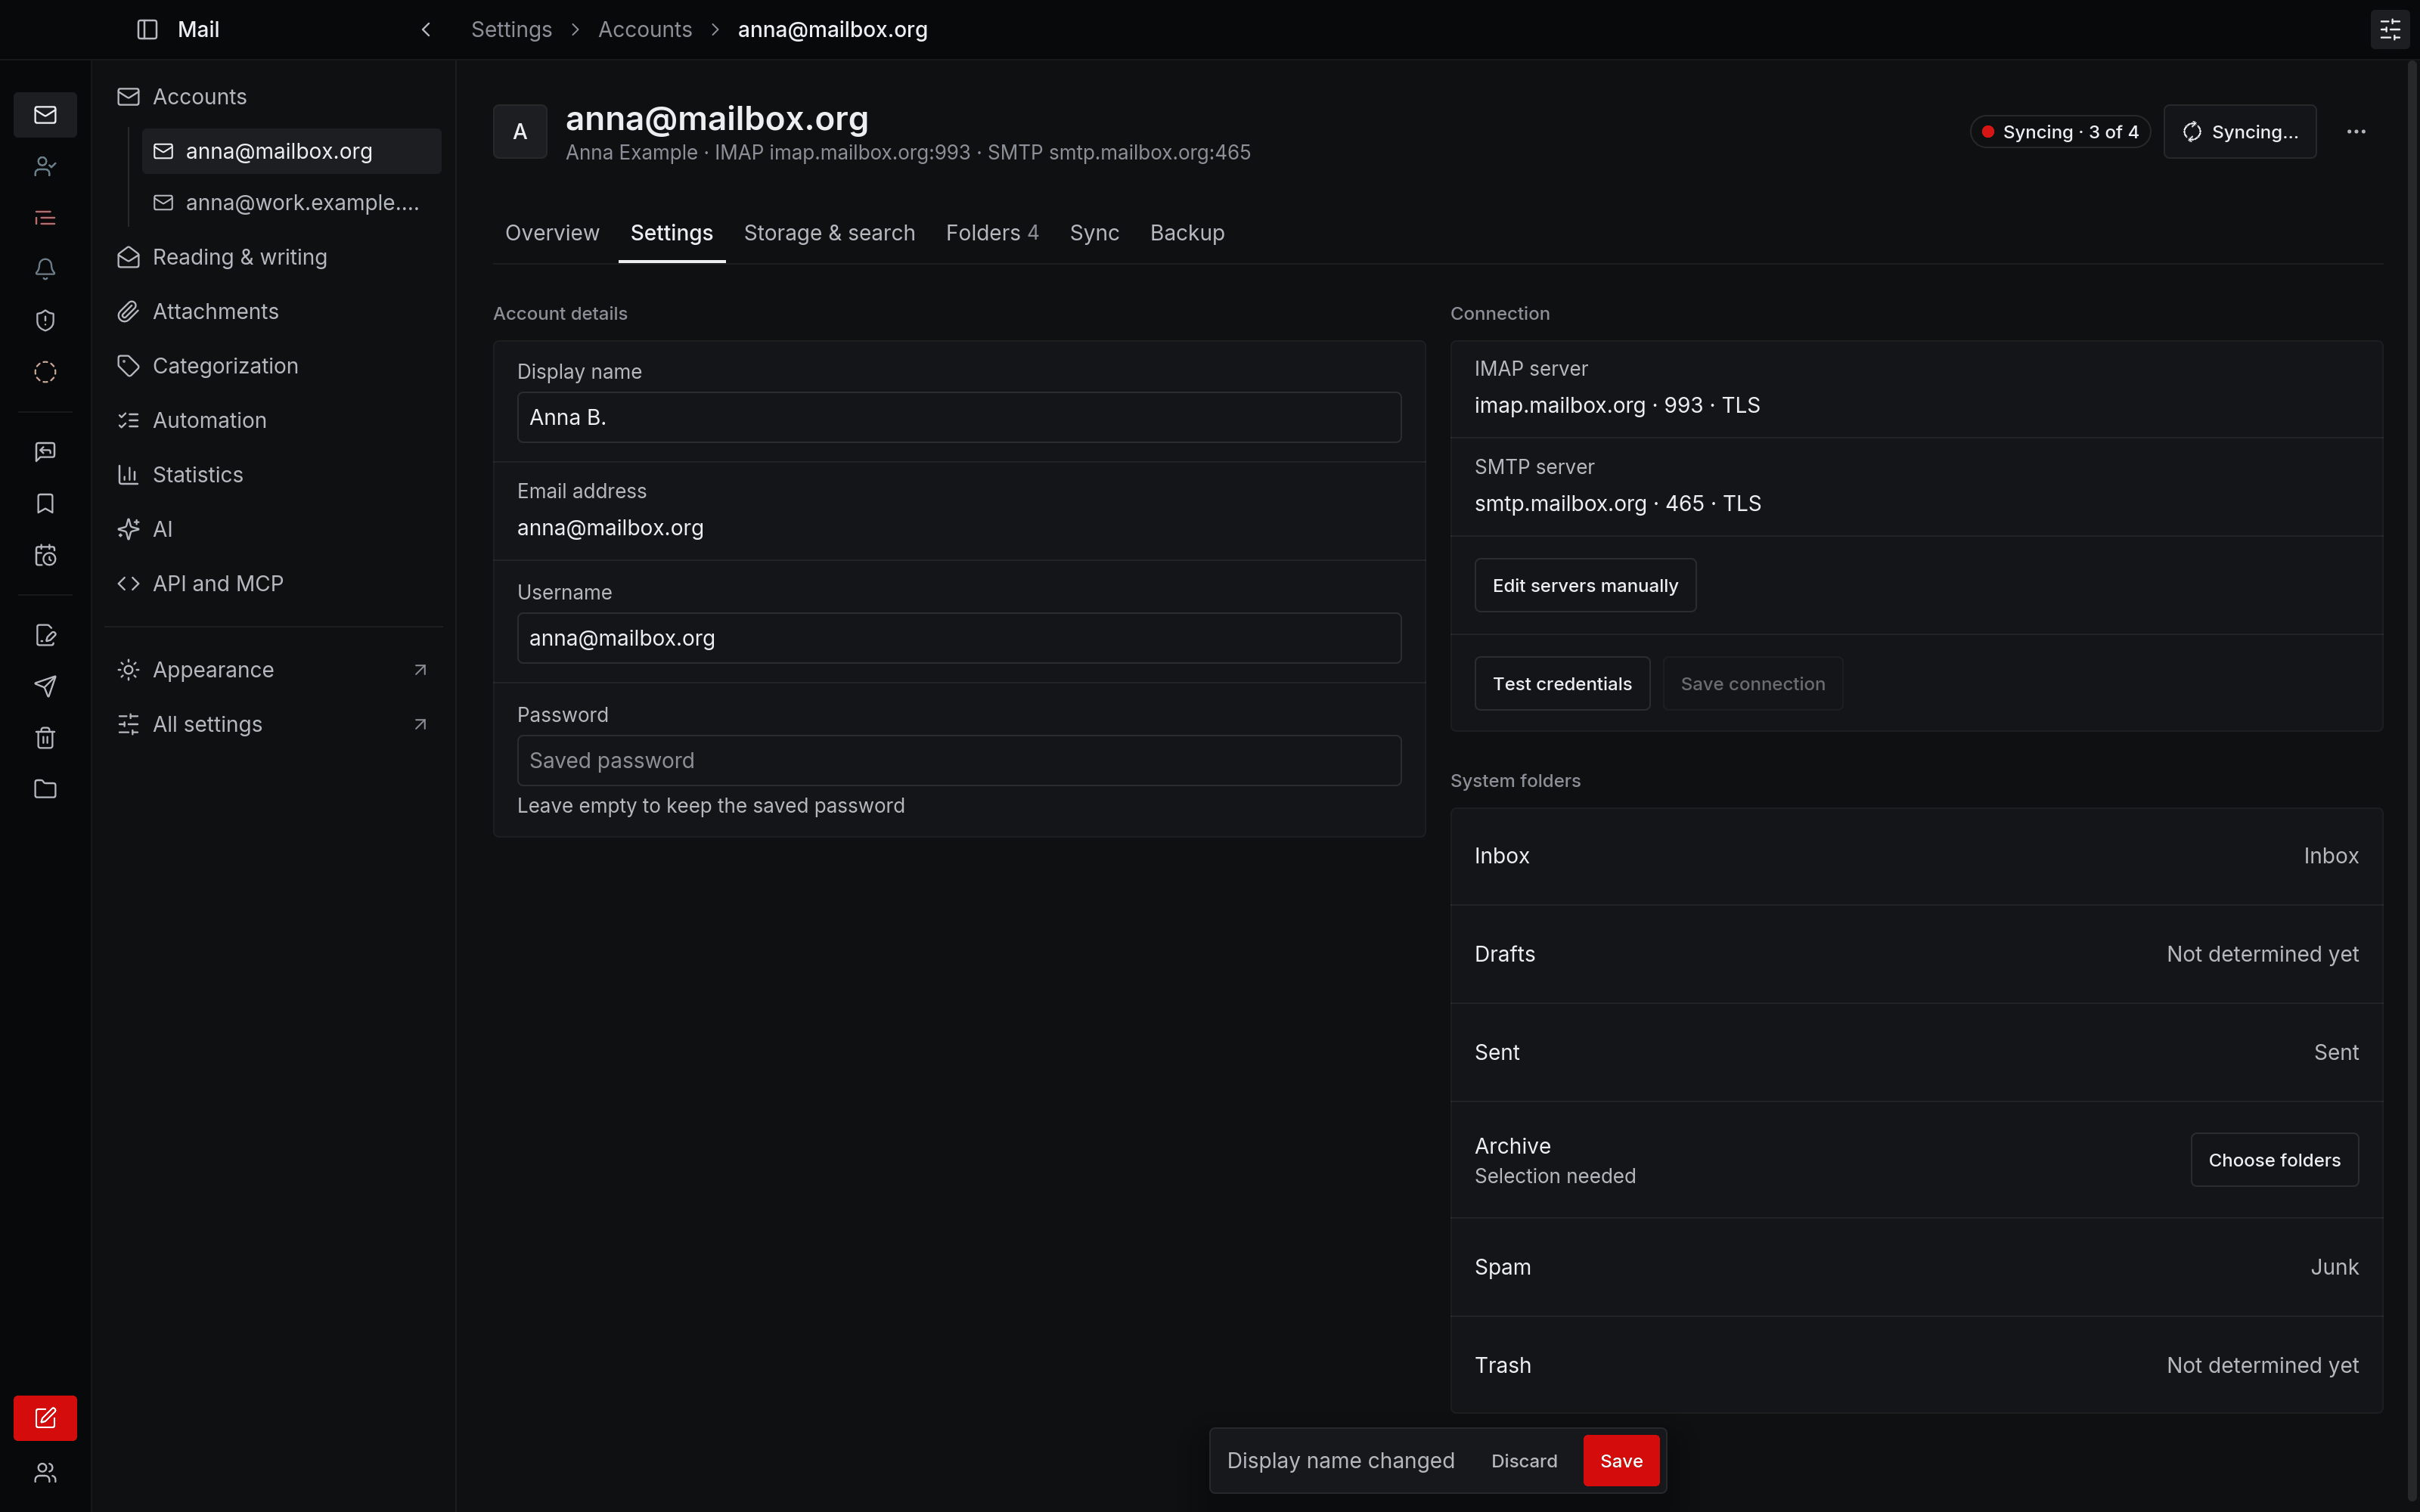 Mail
Settings > Accounts > anna@mailbox.org
Accounts
anna@mailbox.org
anna@work.example....
Reading & writing
Attachments
Categorization
Automation
Statistics
AI
API and MCP
Appearance
All settings
A
anna@mailbox.org
Anna Example · IMAP imap.mailbox.org:993 · SMTP smtp.mailbox.org:465
Syncing · 3 of 4
Syncing...
Overview Settings Storage & search Folders 4 Sync Backup
Account details
Display name
Anna B.
Email address
anna@mailbox.org
Username
anna@mailbox.org
Password
Saved password
Leave empty to keep the saved password
Connection
IMAP server
imap.mailbox.org · 993 · TLS
SMTP server
smtp.mailbox.org · 465 · TLS
Edit servers manually
Test credentials Save connection
System folders
Inbox Inbox
Drafts Not determined yet
Sent Sent
Archive
Selection needed
Choose folders
Spam Junk
Trash Not determined yet
Display name changed Discard Save